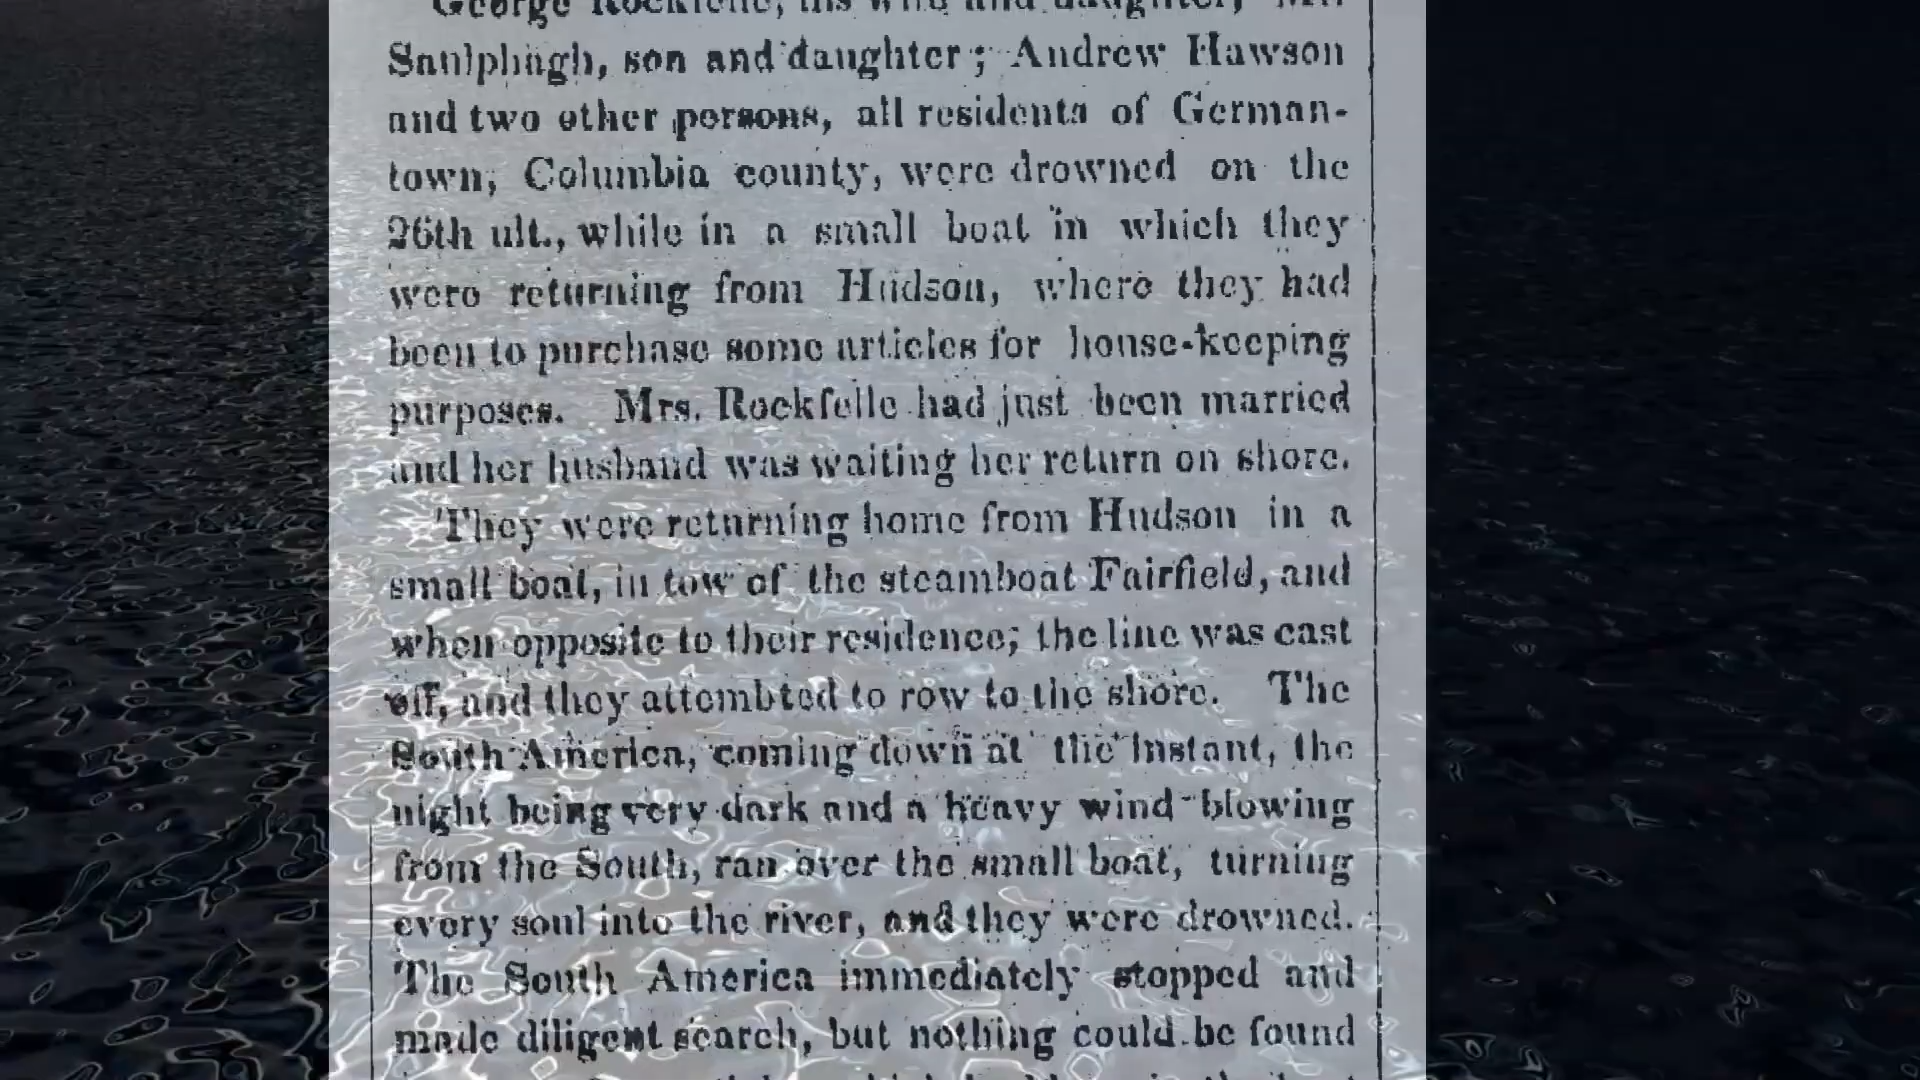 George Rockfelle, his wife and daughter; Mr.
Saulphagh, son and daughter; Andrew Hawson
and two other persons, all residents of German-
town, Columbia county, were drowned on the
26th ult., while in a small boat in which they
were returning from Hudson, where they had
been to purchase some articles for house-keeping
purposes. Mrs. Rockfelle had just been married
and her husband was waiting her return on shore.
They were returning home from Hudson in a
small boat, in tow of the steamboat Fairfield, and
when opposite to their residence; the line was cast
off, and they attembted to row to the shore. The
South America, coming down at the instant, the
night being very dark and a heavy wind blowing
from the South, ran over the small boat, turning
every soul into the river, and they were drowned.
The South America immediately stopped and
made diligent search, but nothing could be found